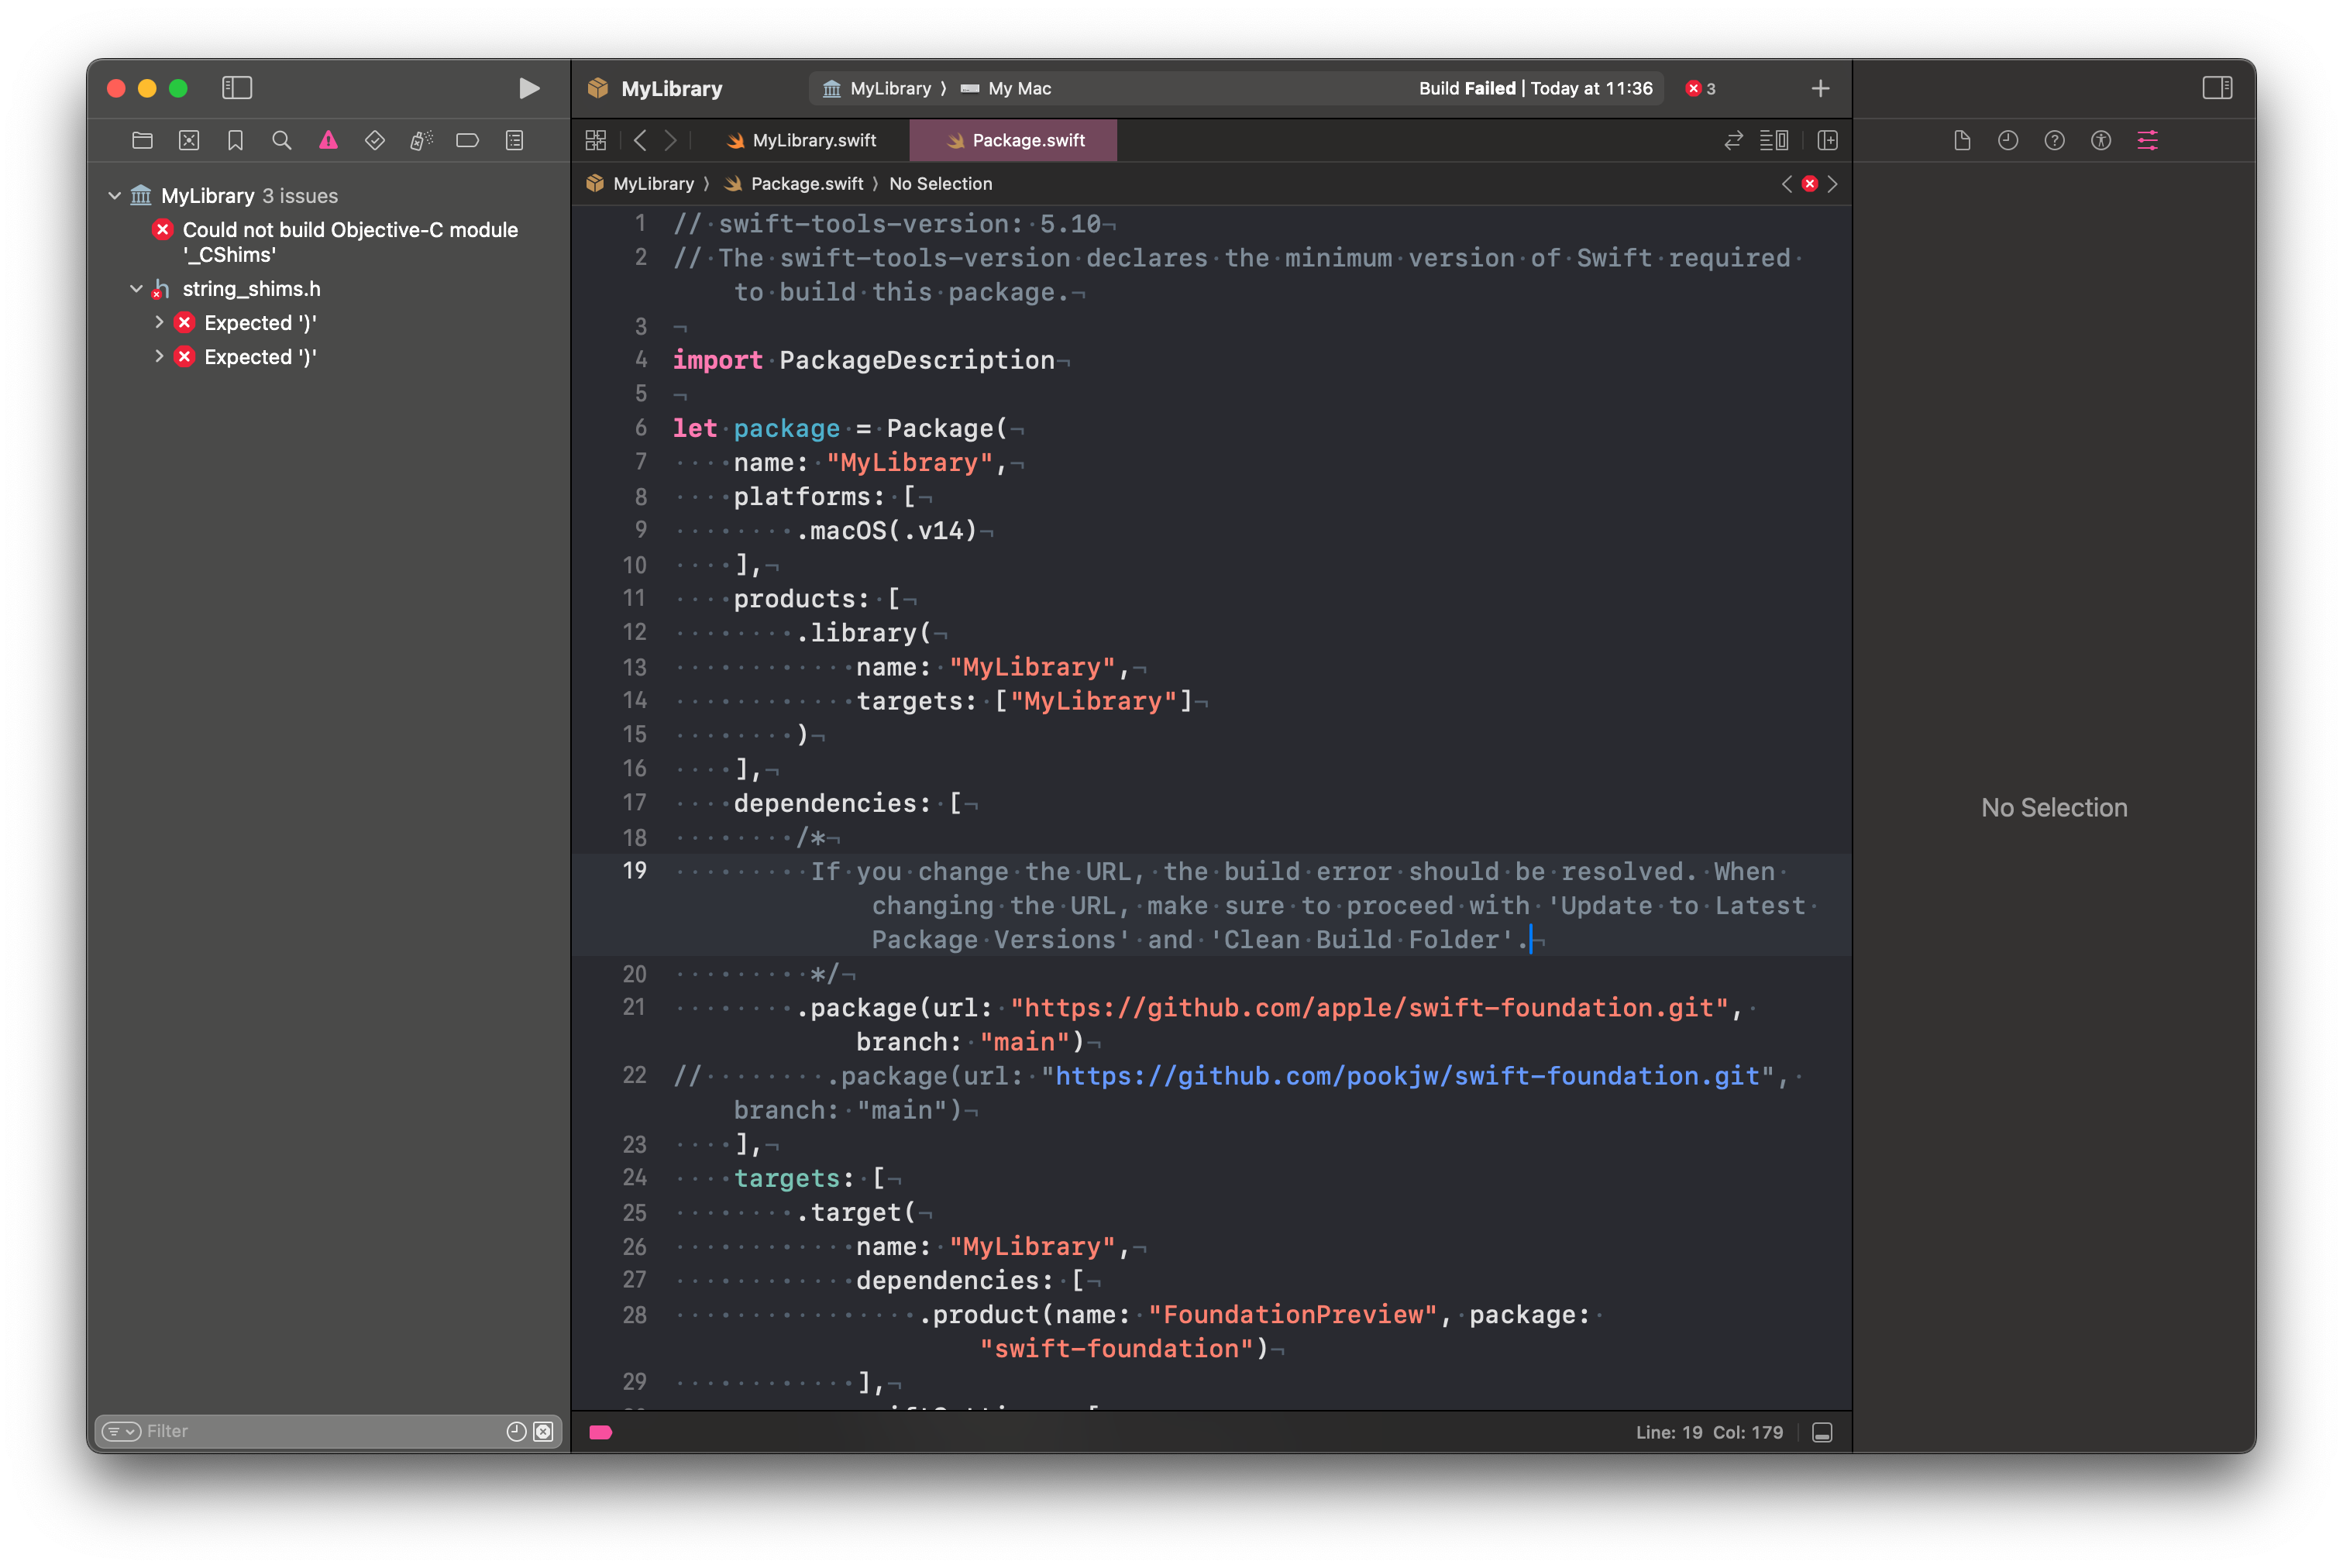 MyLibrary
MyLibrary ⟩ My Mac
Build Failed | Today at 11:36
3
MyLibrary.swift
Package.swift
MyLibrary ⟩ Package.swift ⟩ No Selection
MyLibrary 3 issues
Could not build Objective-C module
'_CShims'
string_shims.h
Expected ')'
Expected ')'
Filter
1 // swift-tools-version: 5.10
2 // The swift-tools-version declares the minimum version of Swift required
to build this package.
3
4 import PackageDescription
5
6 let package = Package(
7 name: "MyLibrary",
8 platforms: [
9 .macOS(.v14)
10 ],
11 products: [
12 .library(
13 name: "MyLibrary",
14 targets: ["MyLibrary"]
15 )
16 ],
17 dependencies: [
18 /*
19 If you change the URL, the build error should be resolved. When
changing the URL, make sure to proceed with 'Update to Latest
Package Versions' and 'Clean Build Folder'.
20 */
21 .package(url: "https://github.com/apple/swift-foundation.git",
branch: "main")
22 // .package(url: "https://github.com/pookjw/swift-foundation.git",
branch: "main")
23 ],
24 targets: [
25 .target(
26 name: "MyLibrary",
27 dependencies: [
28 .product(name: "FoundationPreview", package:
"swift-foundation")
29 ],
Line: 19 Col: 179
No Selection